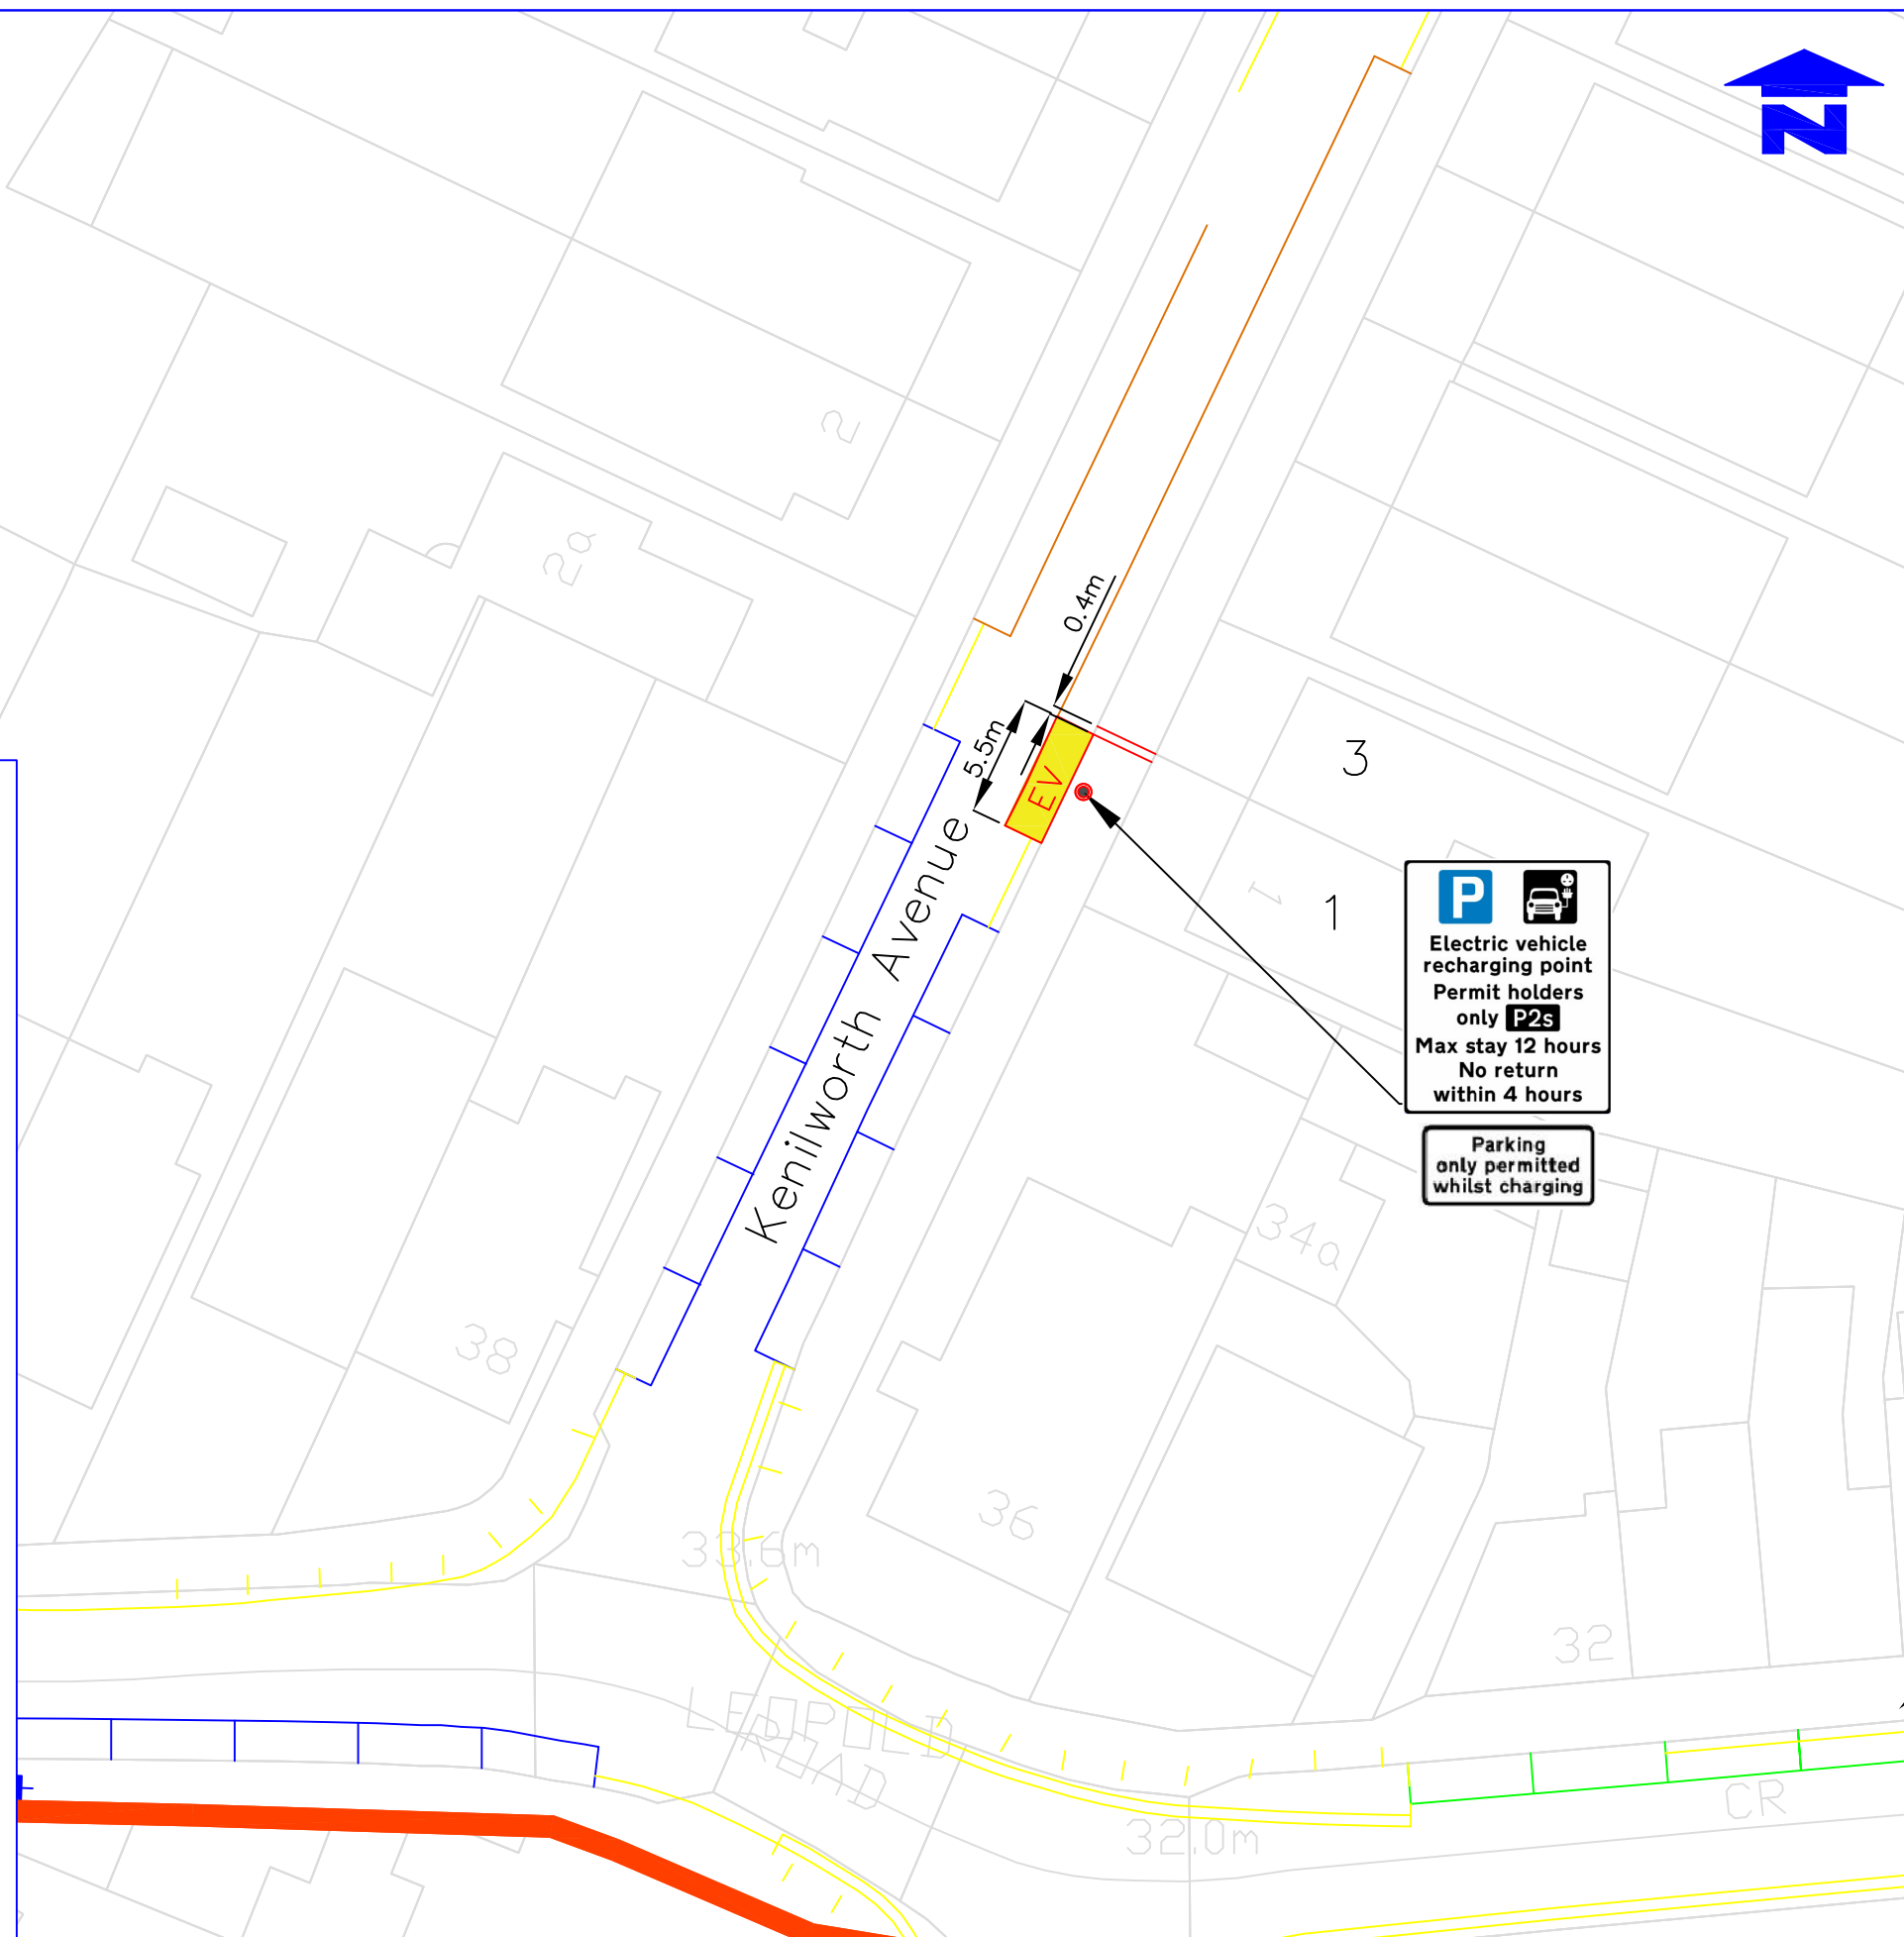 N
2
2a
0.4m
5.5m
EV
3
1
1
Kenilworth Avenue
P
Electric vehicle
recharging point
Permit holders
only P2s
Max stay 12 hours
No return
within 4 hours
Parking
only permitted
whilst charging
34a
38
36
33.6m
32
LEOPOLD
ROAD
CR
32.0m